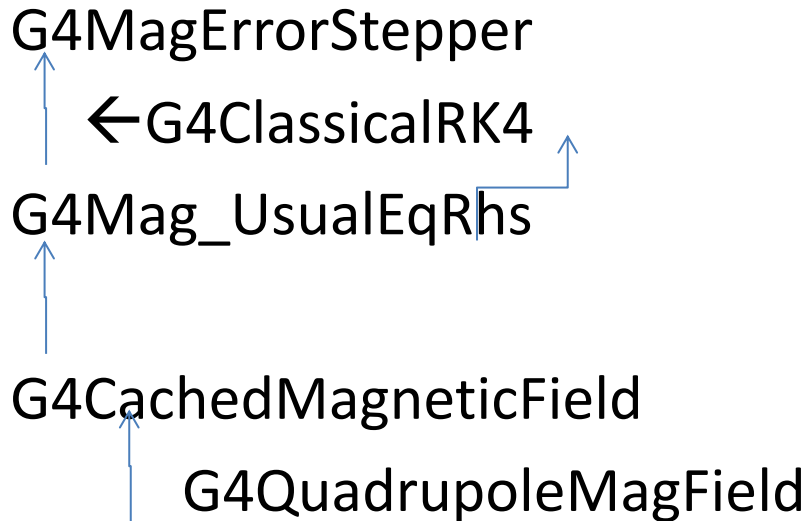 G4MagErrorStepper
←G4ClassicalRK4
G4Mag_UsualEqRhs
G4CachedMagneticField
G4QuadrupoleMagField